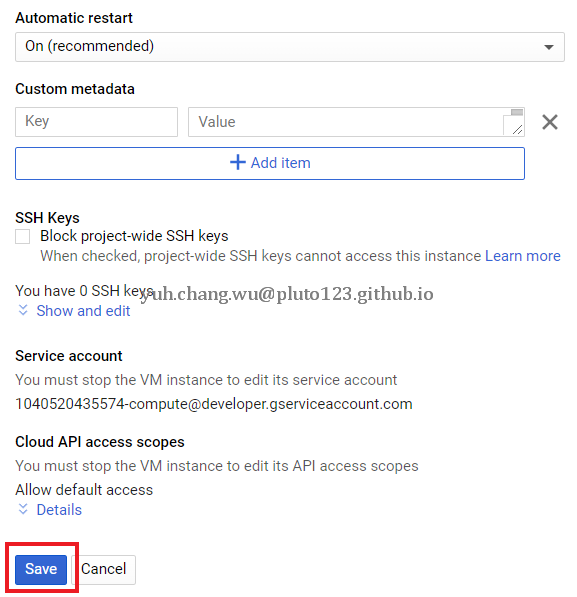 Automatic restart
On (recommended)
Custom metadata
Key
Value
Add item
SSH Keys
Block project-wide SSH keys
When checked, project-wide SSH keys cannot access this instance Learn more
You have 0 SSH keys
yuh.chang.wu@pluto123.github.io
Show and edit
Service account
You must stop the VM instance to edit its service account
1040520435574-compute@developer.gserviceaccount.com
Cloud API access scopes
You must stop the VM instance to edit its API access scopes
Allow default access
Details
Save Cancel